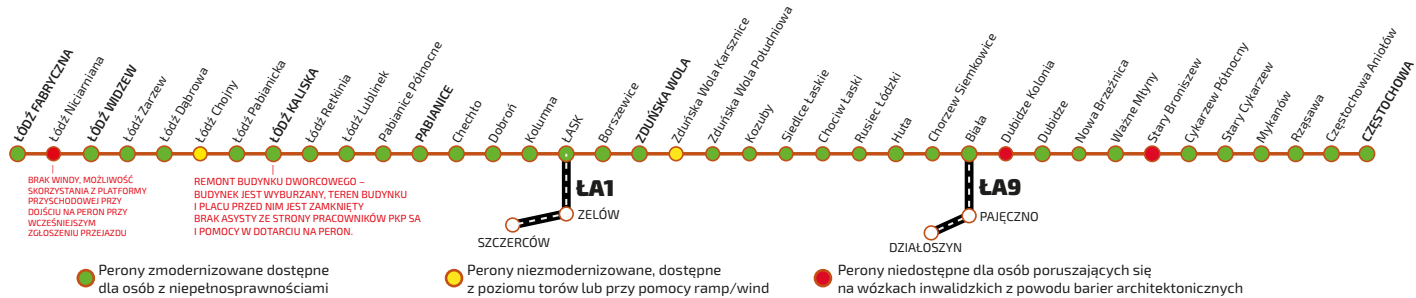 ŁÓDŹ FABRYCZNA
Łódź Niciarniana
ŁÓDŹ WIDZEW
Łódź Zarzew
Łódź Dąbrowa
Łódź Chojny
Łódź Pabianicka
ŁÓDŹ KALISKA
Łódź Retkinia
Łódź Lublinek
Pabianice Północne
PABIANICE
Chechło
Dobroń
Kolumna
ŁASK
Borszewice
ZDUŃSKA WOLA
Zduńska Wola Karsznice
Zduńska Wola Południowa
Kozuby
Siedlce Łaskie
Chociw Łaski
Rusiec Łódzki
Huta
Chorzew Siemkowice
Biała
Dubidze Kolonia
Dubidze
Nowa Brzeźnica
Ważne Młyny
Stary Broniszew
Cykarzew Północny
Stary Cykarzew
Mykanów
Rząsawa
Częstochowa Aniołów
CZĘSTOCHOWA
BRAK WINDY, MOŻLIWOŚĆ
SKORZYSTANIA Z PLATFORMY
PRZYSCHODOWEJ PRZY
DOJŚCIU NA PERON PRZY
WCZEŚNIEJSZYM
ZGŁOSZENIU PRZEJAZDU
REMONT BUDYNKU DWORCOWEGO –
BUDYNEK JEST WYBURZANY, TEREN BUDYNKU
I PLACU PRZED NIM JEST ZAMKNIĘTY
BRAK ASYSTY ZE STRONY PRACOWNIKÓW PKP SA
I POMOCY W DOTARCIU NA PERON.
ŁA1
ZELÓW
SZCZERCÓW
ŁA9
PAJĘCZNO
DZIAŁOSZYN
Perony zmodernizowane dostępne
dla osób z niepełnosprawnościami
Perony niezmodernizowane, dostępne
z poziomu torów lub przy pomocy ramp/wind
Perony niedostępne dla osób poruszających się
na wózkach inwalidzkich z powodu barier architektonicznych